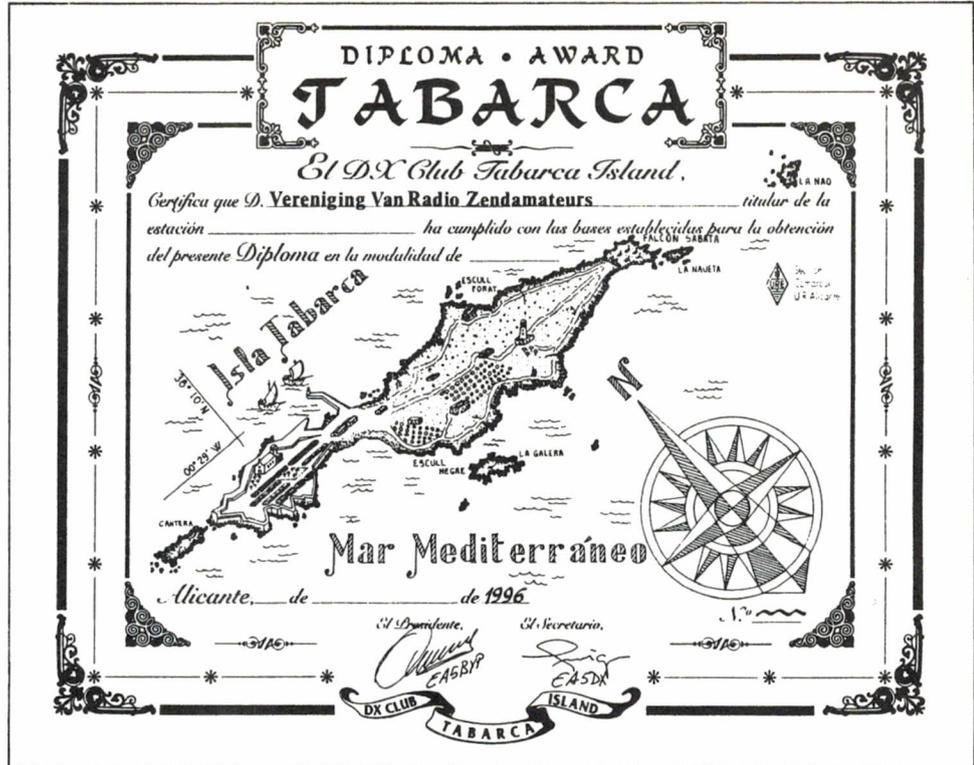 DIPLOMA • AWARD
TABARCA
El DX Club Tabarca Island,
Certifica que D. Vereniging Van Radio Zendamateurs titular de la
estación ha cumplido con las bases establecidas para la obtención
del presente Diploma en la modalidad de
LA NAO
FALCON SABATA
LA NAUETA
ESCULL FORAT
URE
Isla Tabarca
38° 10' N
00° 29' W
N
ESCULL NEGRE
LA GALERA
CANTERA
Mar Mediterráneo
Alicante, de de 1996
N.º
El Presidente, El Secretario,
EA5BYP EA5DX
DX CLUB TABARCA ISLAND